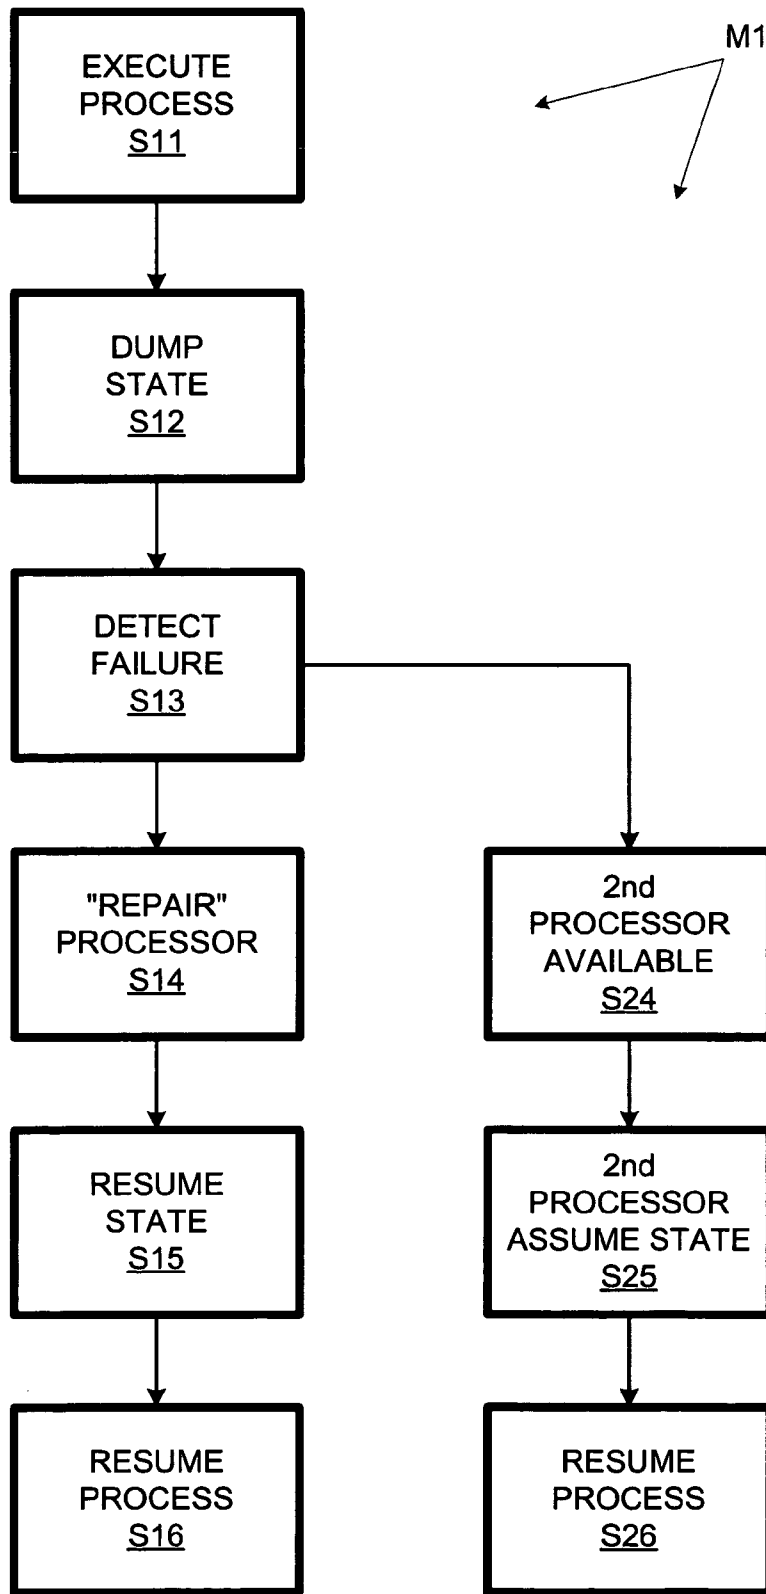 M1
EXECUTE
PROCESS
S11
DUMP
STATE
S12
DETECT
FAILURE
S13
"REPAIR"
PROCESSOR
S14
RESUME
STATE
S15
RESUME
PROCESS
S16
2nd
PROCESSOR
AVAILABLE
S24
2nd
PROCESSOR
ASSUME STATE
S25
RESUME
PROCESS
S26